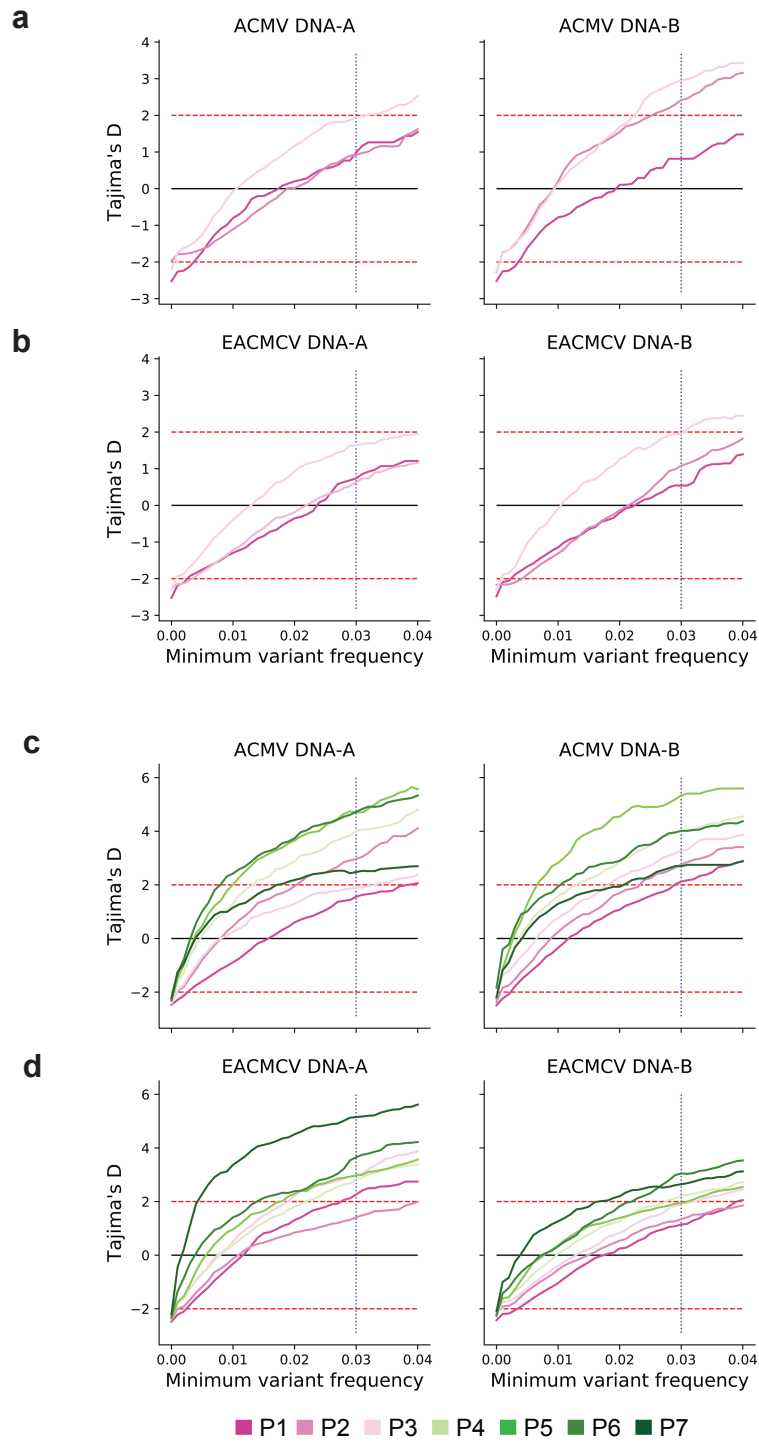 a
ACMV DNA-A
ACMV DNA-B
Tajima's D
4
3
2
1
0
−1
−2
−3
b
EACMCV DNA-A
EACMCV DNA-B
Tajima's D
4
3
2
1
0
−1
−2
−3
0.00 0.01 0.02 0.03 0.04
0.00 0.01 0.02 0.03 0.04
Minimum variant frequency
Minimum variant frequency
c
ACMV DNA-A
ACMV DNA-B
Tajima's D
6
4
2
0
−2
d
EACMCV DNA-A
EACMCV DNA-B
Tajima's D
6
4
2
0
−2
0.00 0.01 0.02 0.03 0.04
0.00 0.01 0.02 0.03 0.04
Minimum variant frequency
Minimum variant frequency
P1 P2 P3 P4 P5 P6 P7